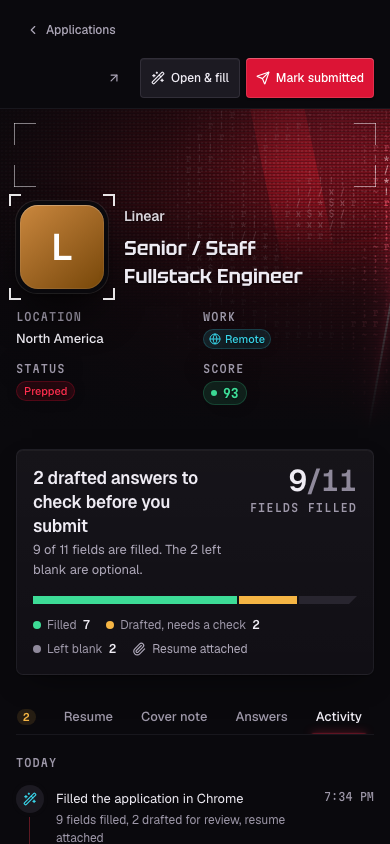 Applications
Open & fill
Mark submitted
L
Linear
Senior / Staff
Fullstack Engineer
LOCATION
WORK
North America
Remote
STATUS
SCORE
Prepped
93
2 drafted answers to
check before you
submit
9/11
FIELDS FILLED
9 of 11 fields are filled. The 2 left
blank are optional.
Filled 7
Drafted, needs a check 2
Left blank 2
Resume attached
2
Resume
Cover note
Answers
Activity
TODAY
Filled the application in Chrome
7:34 PM
9 fields filled, 2 drafted for review, resume
attached